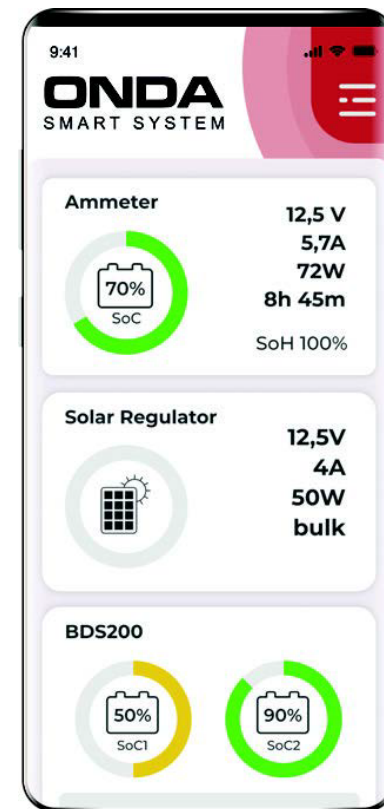 9:41
ONDA
SMART SYSTEM
Ammeter
12,5 V
5,7A
72W
8h 45m
70%
SoC
SoH 100%
Solar Regulator
12,5V
4A
50W
bulk
BDS200
50%
SoC1
90%
SoC2